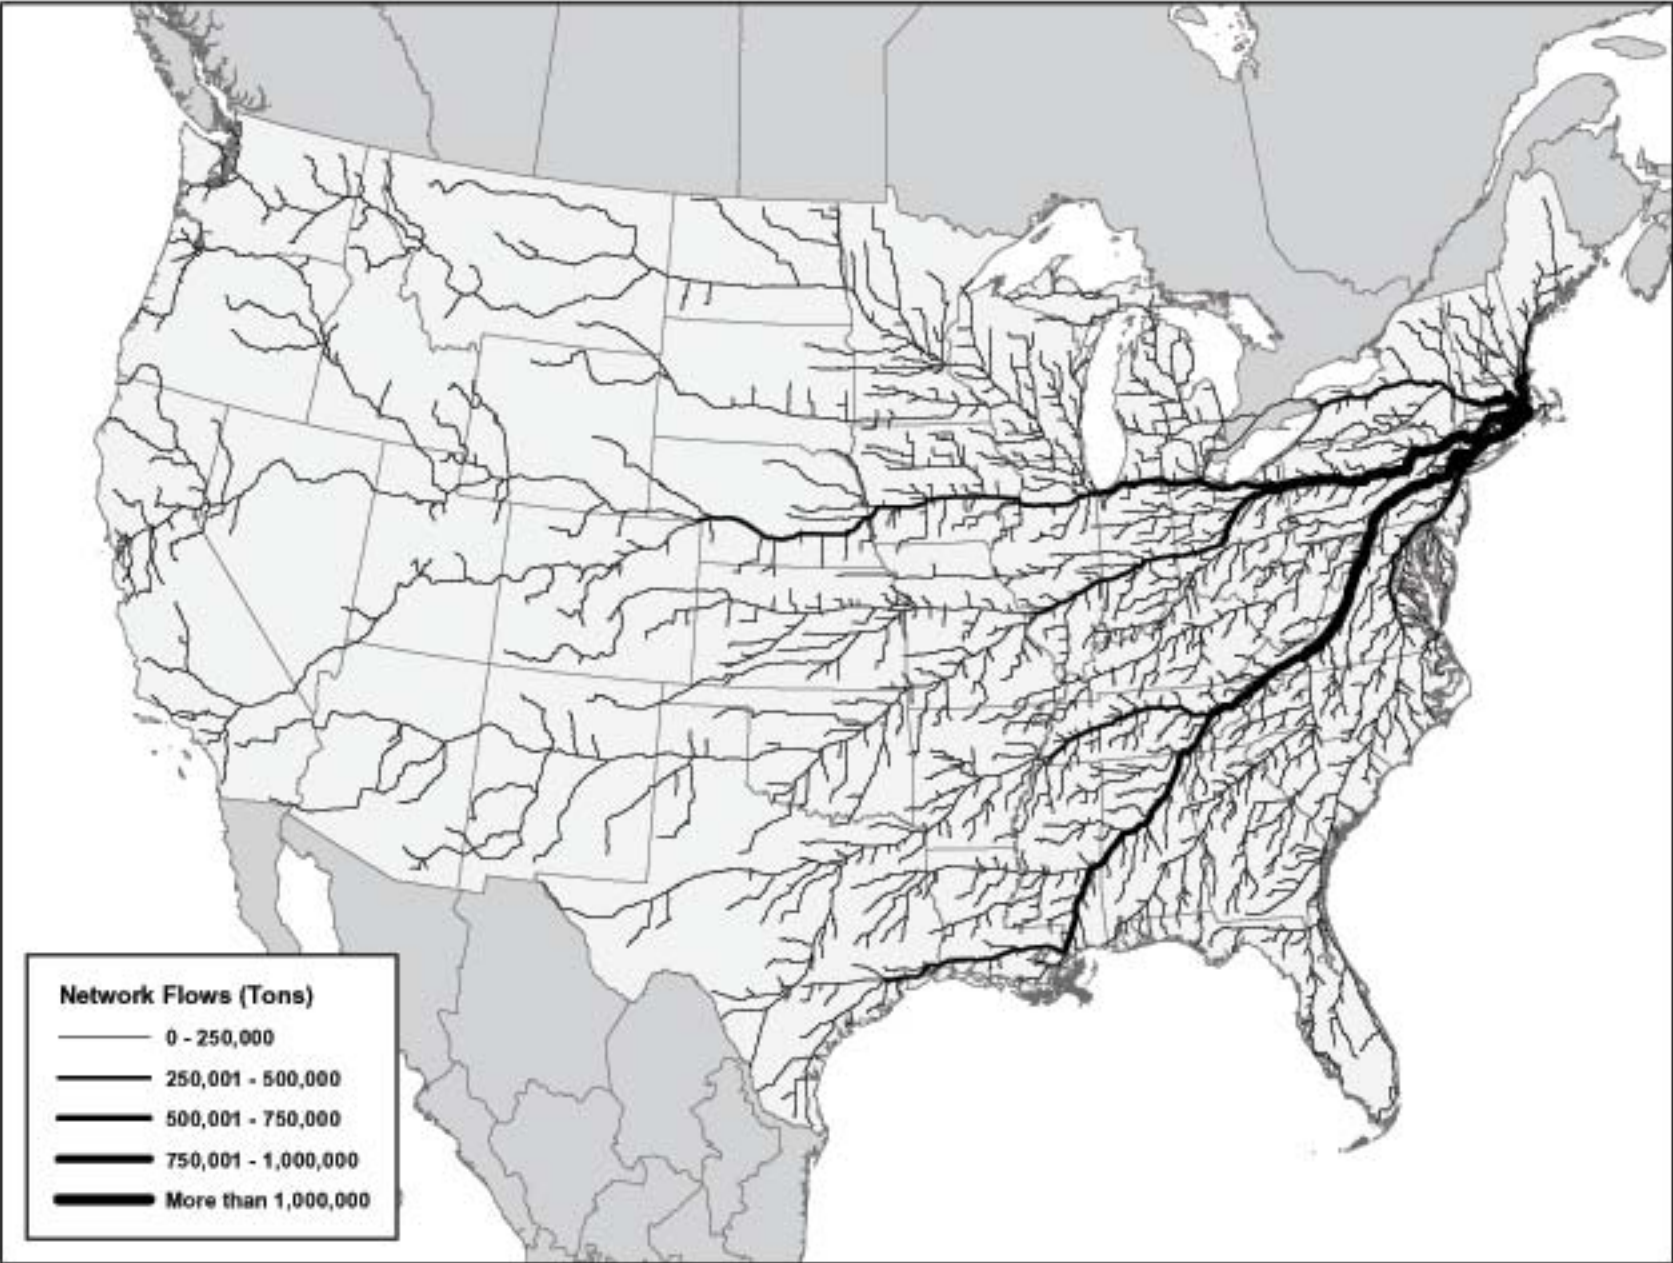 Network Flows (Tons)
0 - 250,000
250,001 - 500,000
500,001 - 750,000
750,001 - 1,000,000
More than 1,000,000